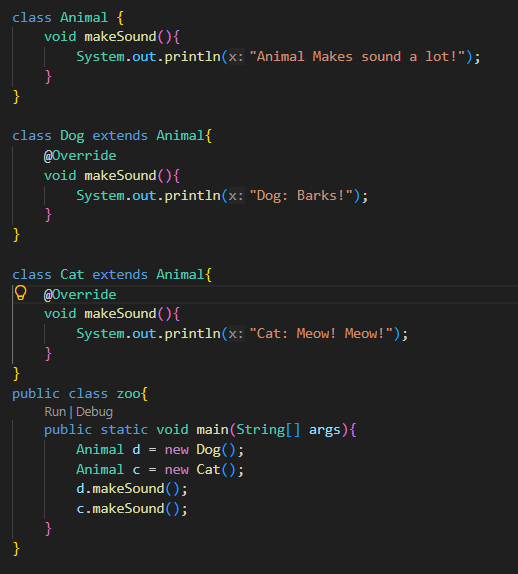 class Animal {
    void makeSound(){
        System.out.println(x: "Animal Makes sound a lot!");
    }
}

class Dog extends Animal{
    @Override
    void makeSound(){
        System.out.println(x: "Dog: Barks!");
    }
}

class Cat extends Animal{
    @Override
    void makeSound(){
        System.out.println(x: "Cat: Meow! Meow!");
    }
}
public class zoo{
    Run | Debug
    public static void main(String[] args){
        Animal d = new Dog();
        Animal c = new Cat();
        d.makeSound();
        c.makeSound();
    }
}